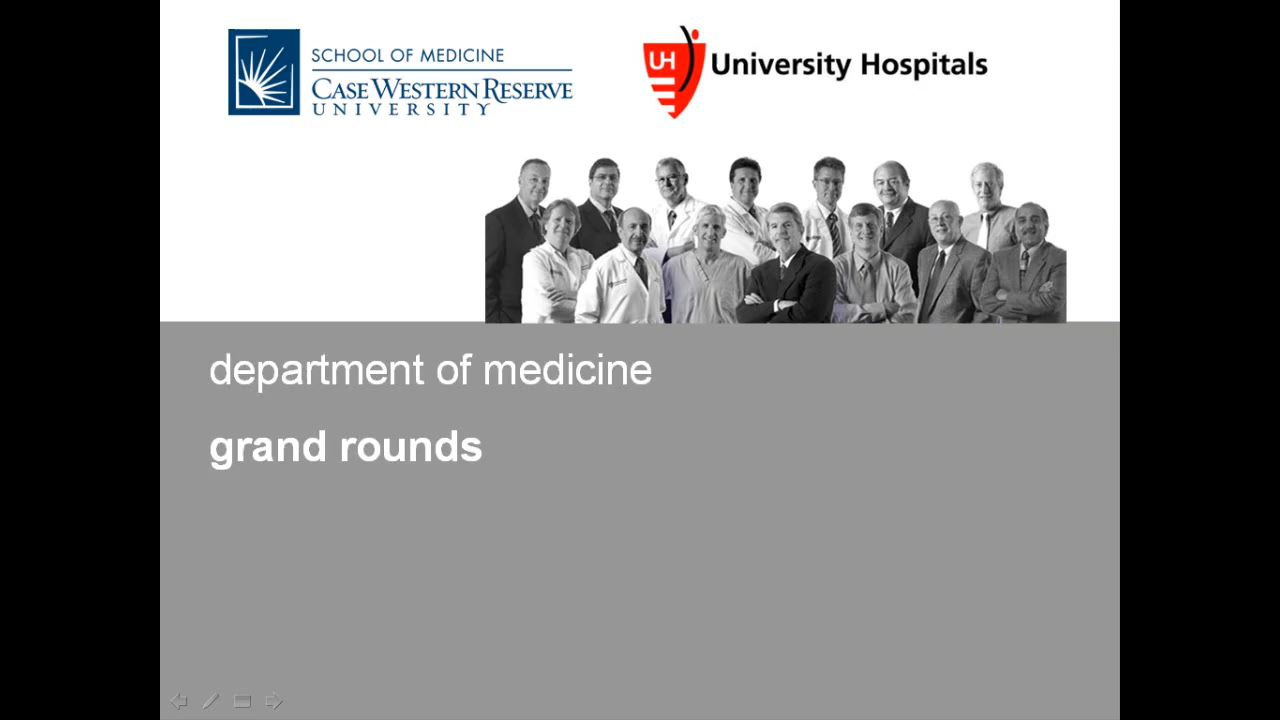 SCHOOL OF MEDICINE
CASE WESTERN RESERVE
UNIVERSITY
UH University Hospitals
department of medicine
grand rounds